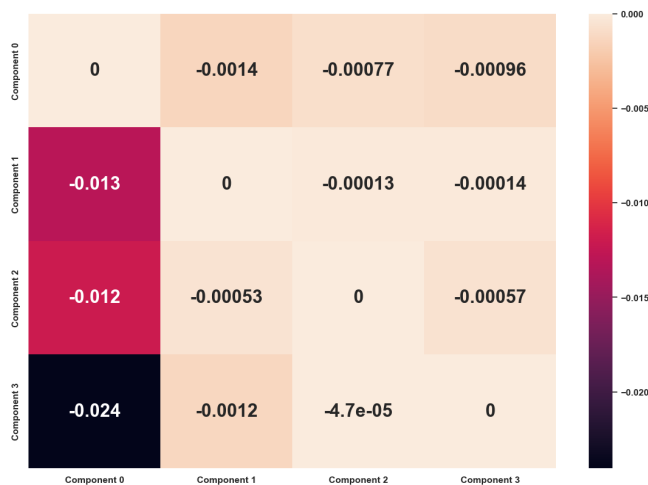 Component 0 0 -0.0014 -0.00077 -0.00096
Component 1 -0.013 0 -0.00013 -0.00014
Component 2 -0.012 -0.00053 0 -0.00057
Component 3 -0.024 -0.0012 -4.7e-05 0
Component 0 Component 1 Component 2 Component 3
0.000
−0.005
−0.010
−0.015
−0.020